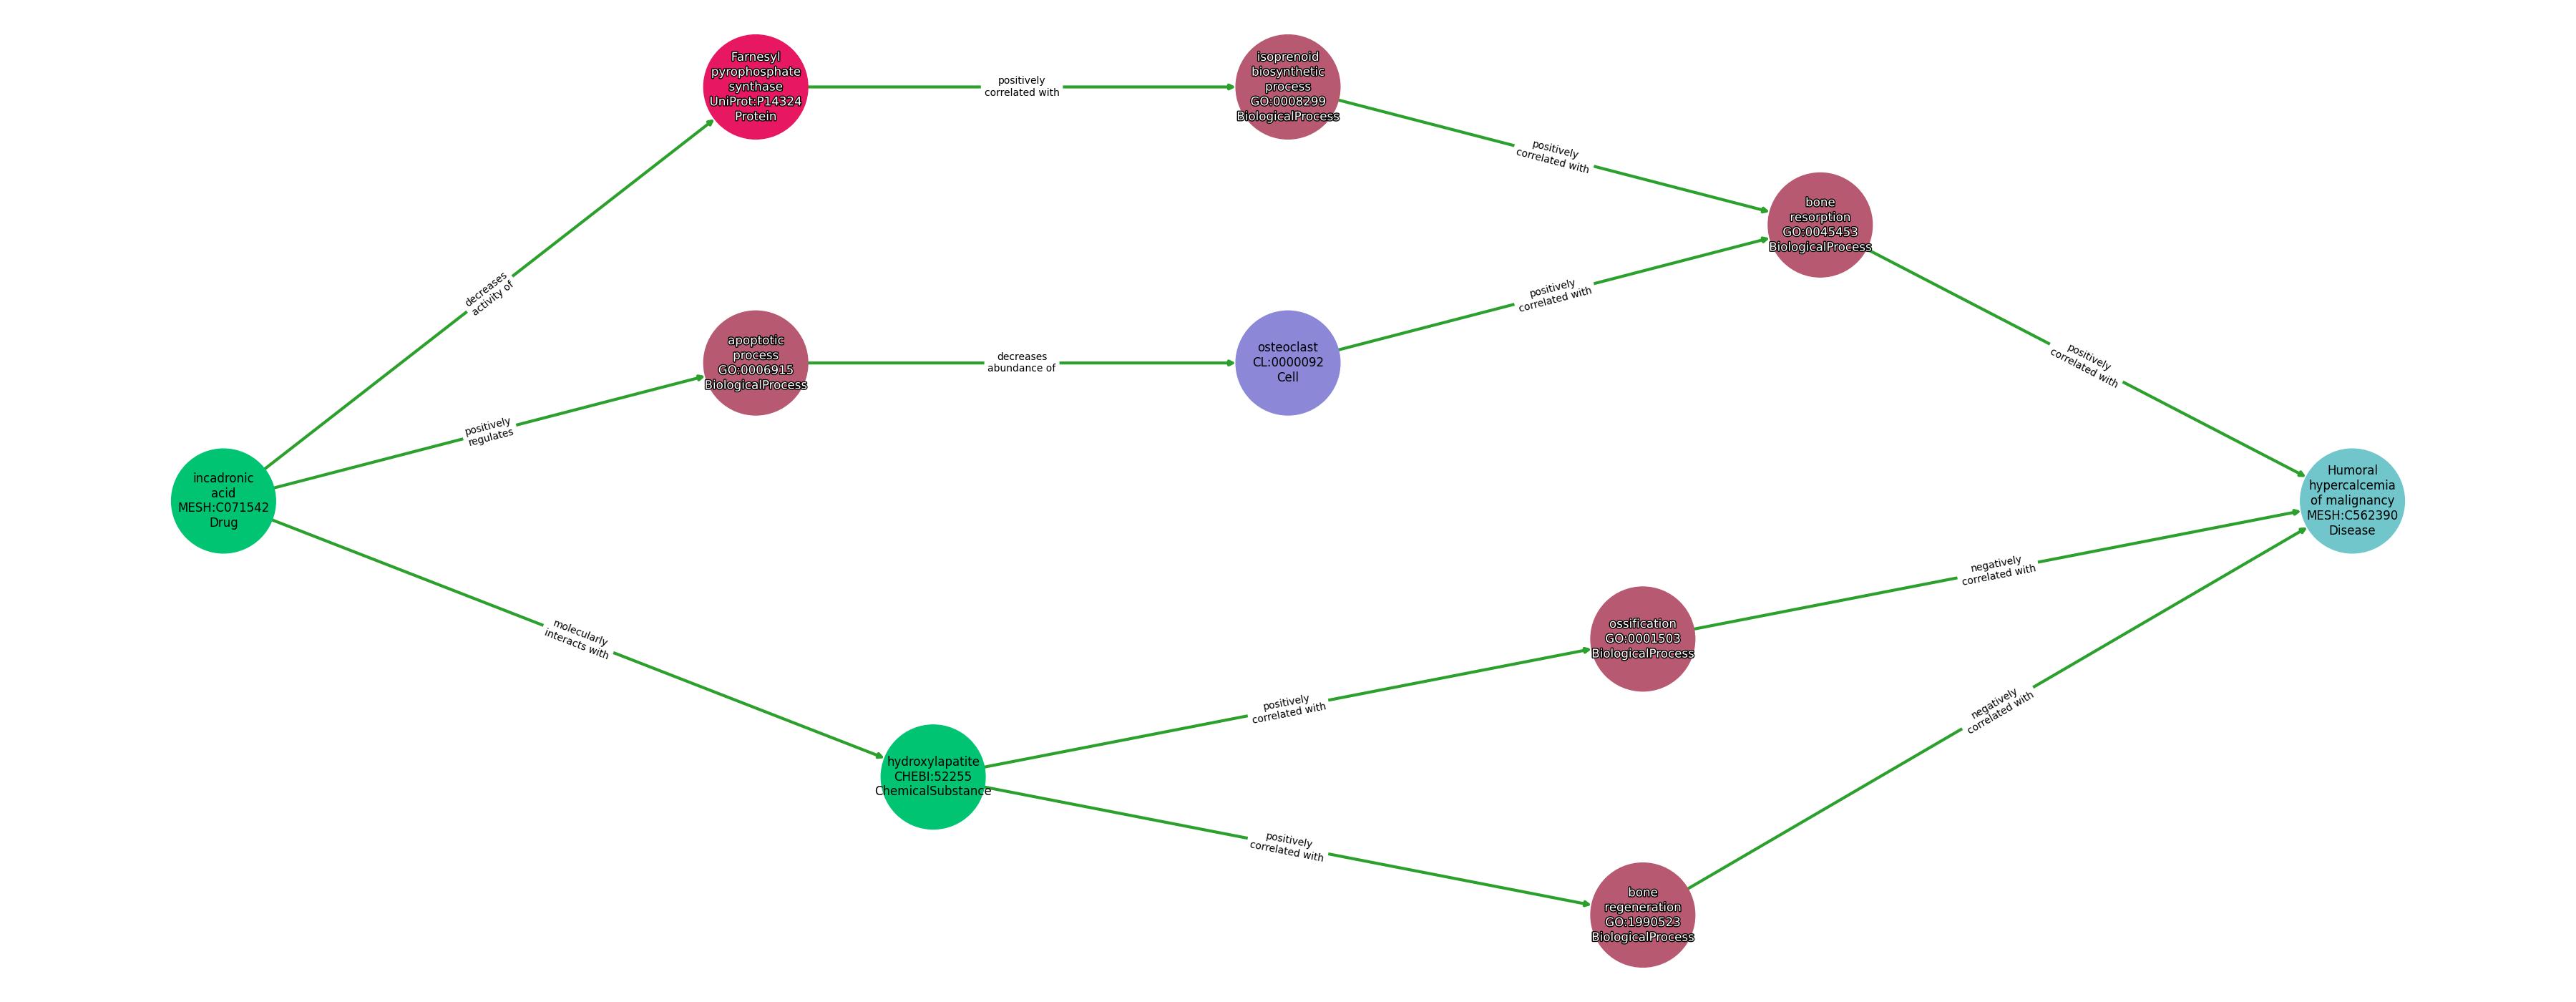 Farnesyl
pyrophosphate
synthase
UniProt:P14324
Protein
positively
correlated with
isoprenoid
biosynthetic
process
GO:0008299
BiologicalProcess
positively
correlated with
bone
resorption
GO:0045453
BiologicalProcess
decreases
activity of
apoptotic
process
GO:0006915
BiologicalProcess
decreases
abundance of
osteoclast
CL:0000092
Cell
positively
correlated with
positively
correlated with
positively
regulates
incadronic
acid
MESH:C071542
Drug
Humoral
hypercalcemia
of malignancy
MESH:C562390
Disease
molecularly
interacts with
negatively
correlated with
ossification
GO:0001503
BiologicalProcess
positively
correlated with
negatively
correlated with
hydroxylapatite
CHEBI:52255
ChemicalSubstance
positively
correlated with
bone
regeneration
GO:1990523
BiologicalProcess